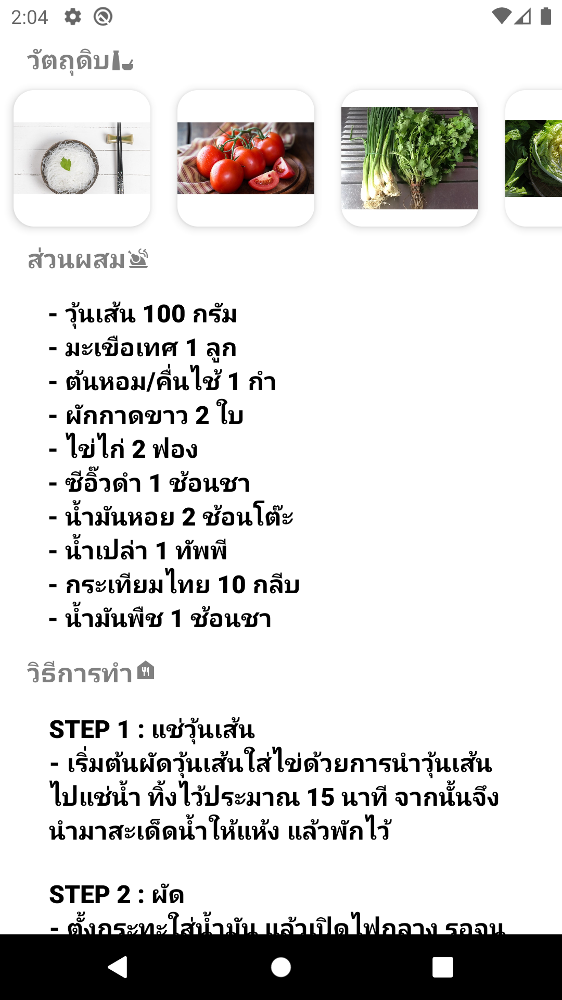 2:04
วัตถุดิบ
ส่วนผสม
- วุ้นเส้น 100 กรัม
- มะเขือเทศ 1 ลูก
- ต้นหอม/คื่นไช้ 1 กำ
- ผักกาดขาว 2 ใบ
- ไข่ไก่ 2 ฟอง
- ซีอิ๊วดำ 1 ช้อนชา
- น้ำมันหอย 2 ช้อนโต๊ะ
- น้ำเปล่า 1 ทัพพี
- กระเทียมไทย 10 กลีบ
- น้ำมันพืช 1 ช้อนชา
วิธีการทำ
STEP 1 : แช่วุ้นเส้น
- เริ่มต้นผัดวุ้นเส้นใส่ไข่ด้วยการนำวุ้นเส้น
ไปแช่น้ำ ทิ้งไว้ประมาณ 15 นาที จากนั้นจึง
นำมาสะเด็ดน้ำให้แห้ง แล้วพักไว้
STEP 2 : ผัด
- ตั้งกระทะใส่น้ำมัน แล้วเปิดไฟกลาง รอจน